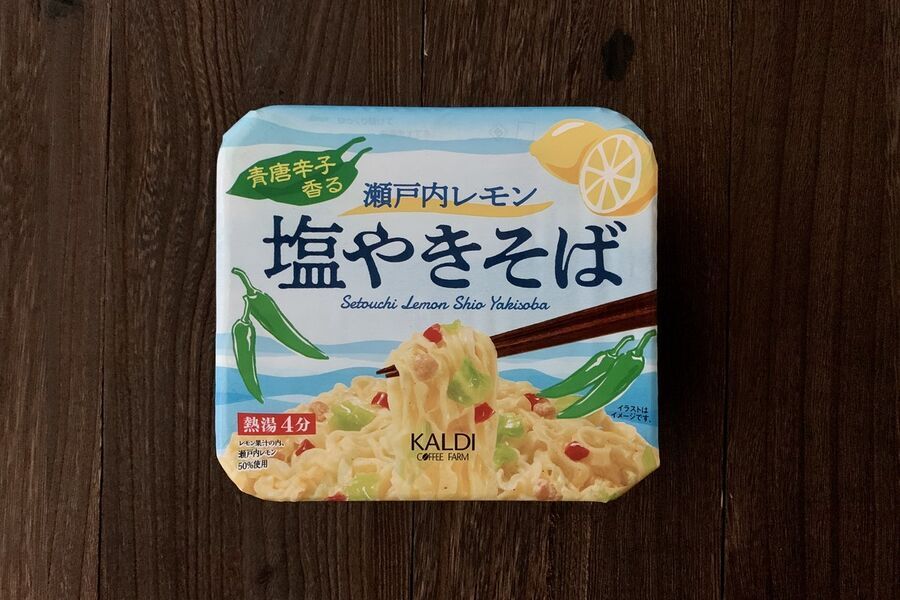 青唐辛子
香る
瀬戸内レモン
塩やきそば
Setouchi Lemon Shio Yakisoba
イラストは
イメージです。
熱湯4分
レモン果汁の内、
瀬戸内レモン
50%使用
KALDI
COFFEE FARM